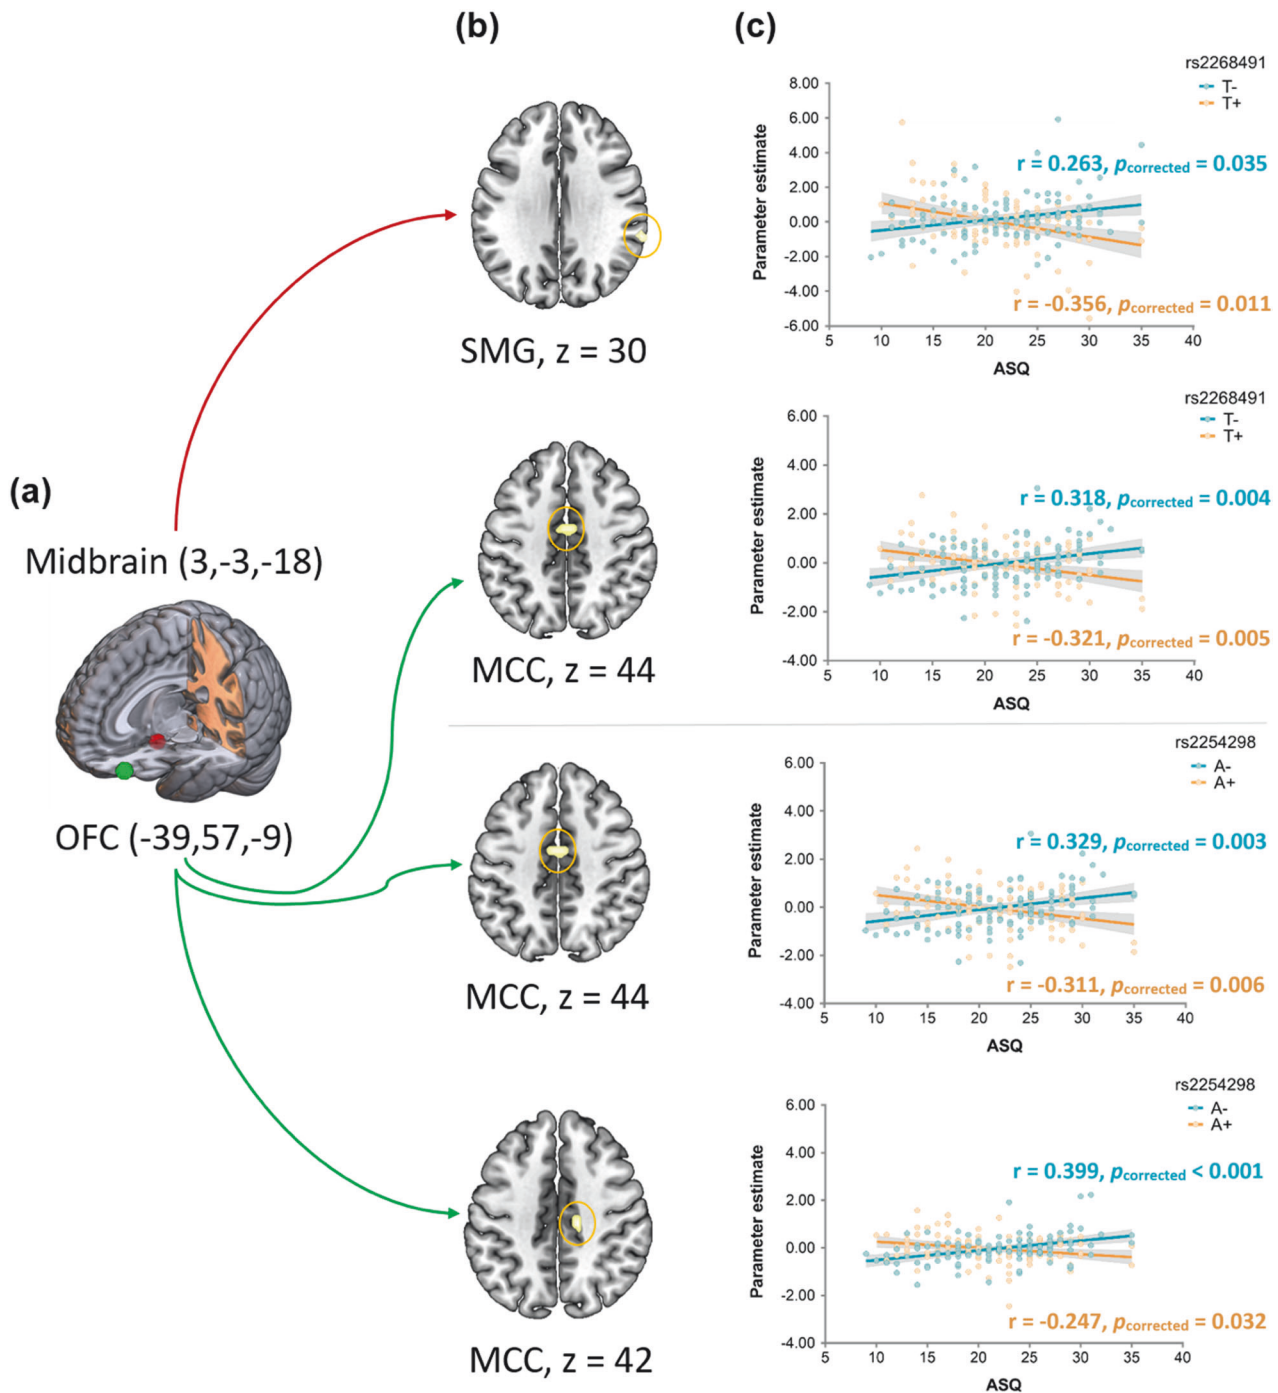 (a)
Midbrain (3,-3,-18)
OFC (-39,57,-9)
(b)
SMG, z = 30
MCC, z = 44
MCC, z = 44
MCC, z = 42
(c)
rs2268491
T-
T+
8.00
6.00
4.00
2.00
0.00
-2.00
-4.00
-6.00
Parameter estimate
r = 0.263, pcorrected = 0.035
r = -0.356, pcorrected = 0.011
5 10 15 20 25 30 35 40
ASQ
rs2268491
T-
T+
6.00
4.00
2.00
0.00
-2.00
-4.00
Parameter estimate
r = 0.318, pcorrected = 0.004
r = -0.321, pcorrected = 0.005
5 10 15 20 25 30 35 40
ASQ
rs2254298
A-
A+
6.00
4.00
2.00
0.00
-2.00
-4.00
Parameter estimate
r = 0.329, pcorrected = 0.003
r = -0.311, pcorrected = 0.006
5 10 15 20 25 30 35 40
ASQ
rs2254298
A-
A+
6.00
4.00
2.00
0.00
-2.00
-4.00
Parameter estimate
r = 0.399, pcorrected < 0.001
r = -0.247, pcorrected = 0.032
5 10 15 20 25 30 35 40
ASQ